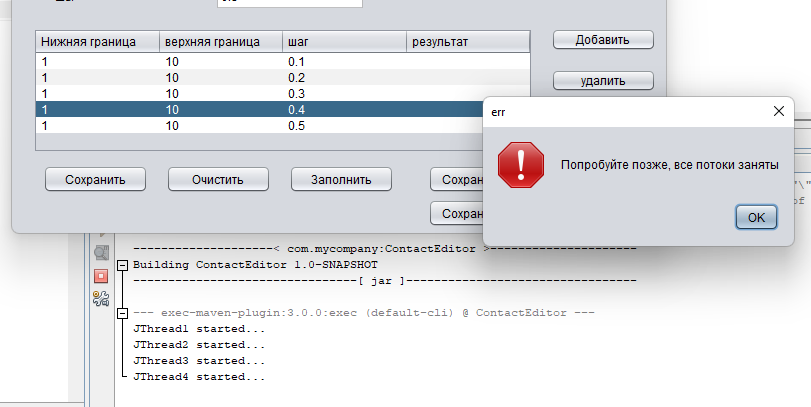 Нижняя граница верхняя граница шаг результат
1 10 0.1
1 10 0.2
1 10 0.3
1 10 0.4
1 10 0.5
Добавить
удалить
err
Попробуйте позже, все потоки заняты
OK
Сохранить Очистить Заполнить Сохран
Сохран
--------------------< com.mycompany:ContactEditor >---------------------
Building ContactEditor 1.0-SNAPSHOT
--------------------------------[ jar ]---------------------------------
--- exec-maven-plugin:3.0.0:exec (default-cli) @ ContactEditor ---
JThread1 started...
JThread2 started...
JThread3 started...
JThread4 started...